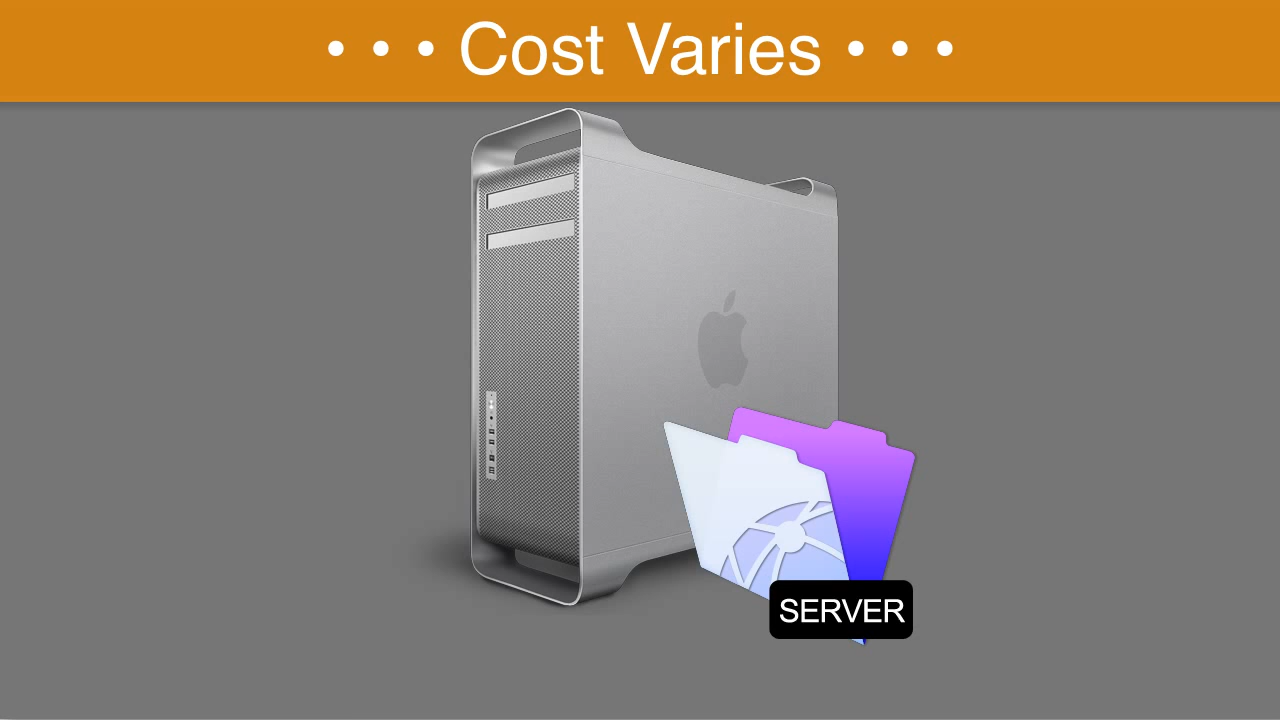 • • • Cost Varies • • •
SERVER